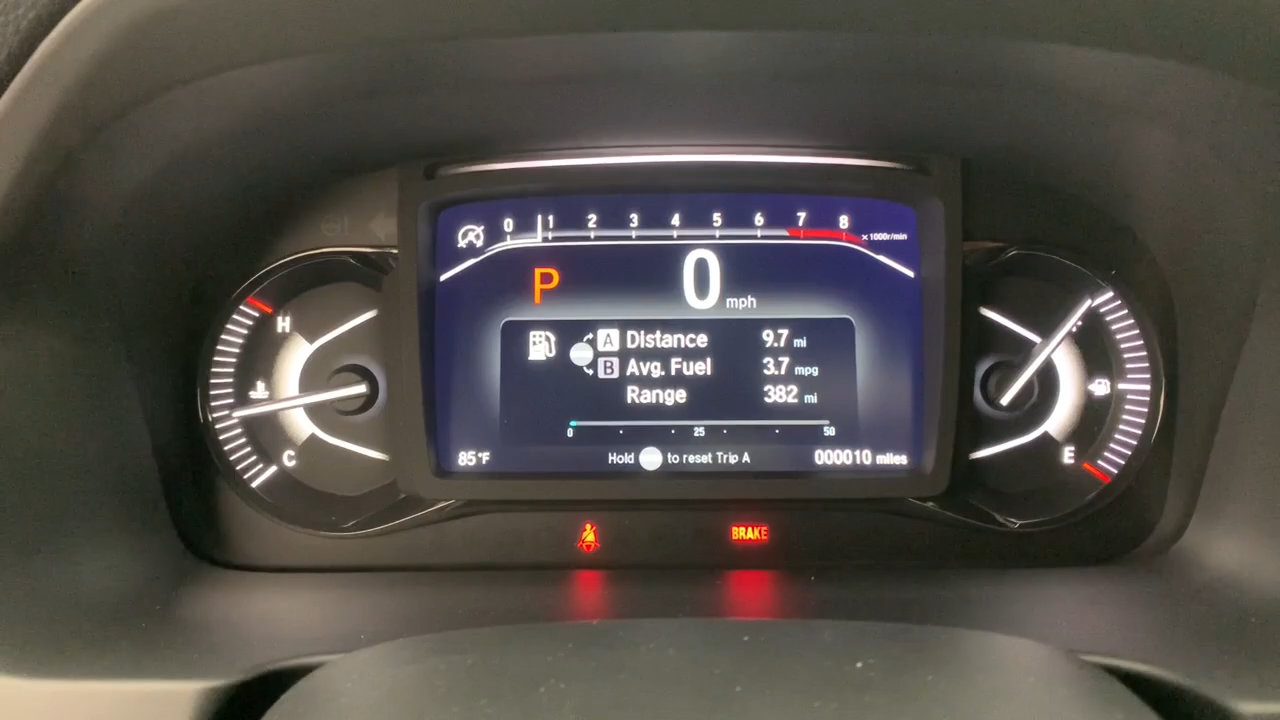 0 1 2 3 4 5 6 7 8 x1000r/min
P 0 mph
A Distance 9.7 mi
B Avg. Fuel 3.7 mpg
Range 382 mi
0 25 50
85°F Hold to reset Trip A 000010 miles
H
C
E
BRAKE